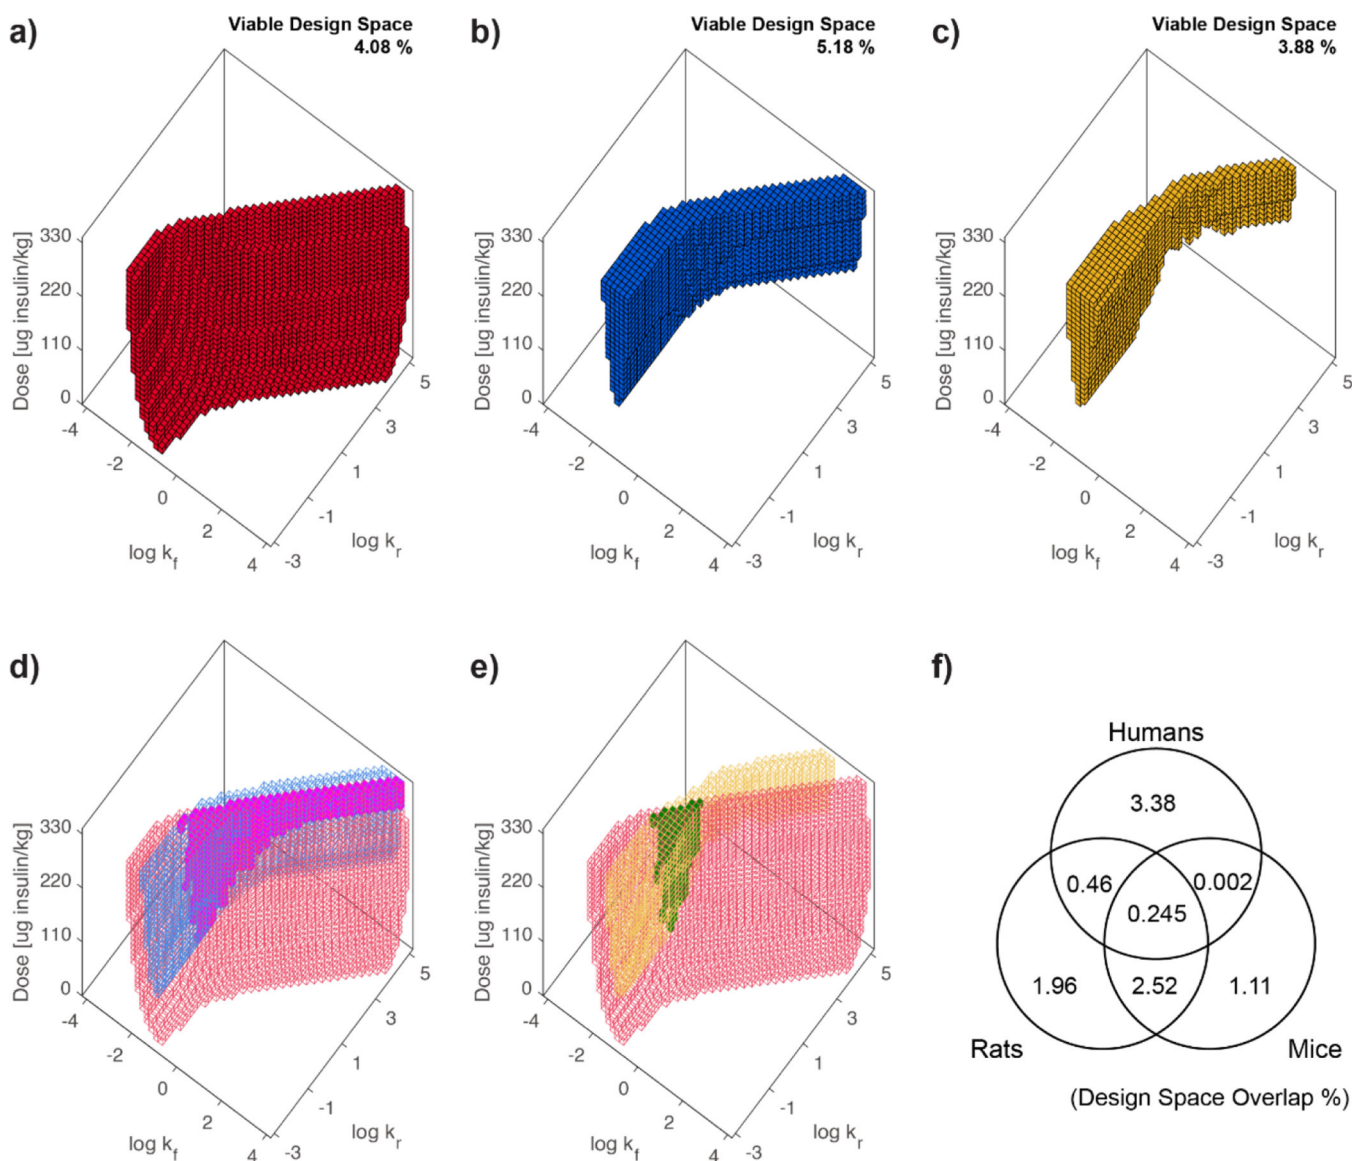 a)
Viable Design Space
4.08 %
Dose [ug insulin/kg]
330
220
110
0
-4
-2
0
2
4
log k_f
-3
-1
1
3
5
log k_r
b)
Viable Design Space
5.18 %
Dose [ug insulin/kg]
330
220
110
0
-4
-2
0
2
4
log k_f
-3
-1
1
3
5
log k_r
c)
Viable Design Space
3.88 %
Dose [ug insulin/kg]
330
220
110
0
-4
-2
0
2
4
log k_f
-3
-1
1
3
5
log k_r
d)
Dose [ug insulin/kg]
330
220
110
0
-4
-2
0
2
4
log k_f
-3
-1
1
3
5
log k_r
e)
Dose [ug insulin/kg]
330
220
110
0
-4
-2
0
2
4
log k_f
-3
-1
1
3
5
log k_r
f)
Humans
3.38
0.46
0.002
0.245
1.96
2.52
1.11
Rats
Mice
(Design Space Overlap %)